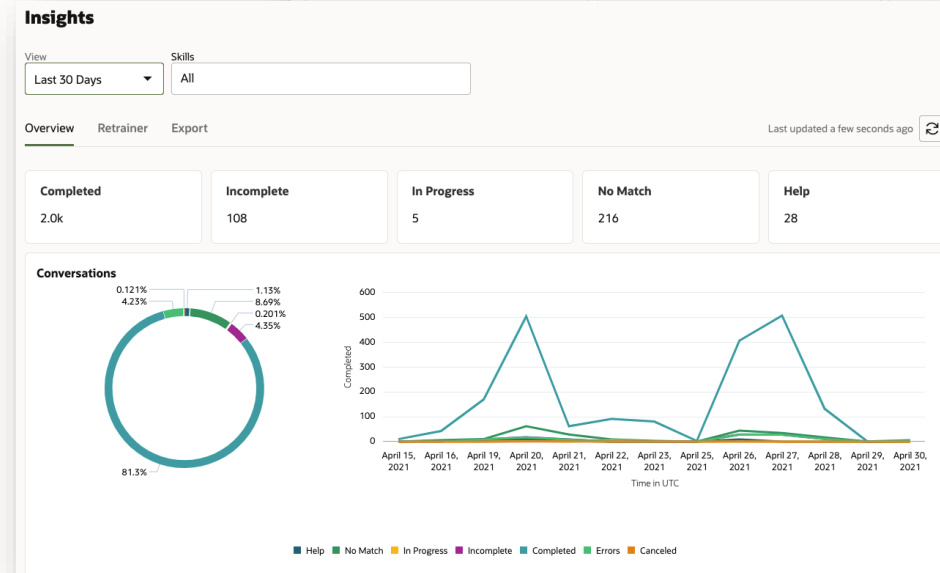 Insights
View
Skills
Last 30 Days
All
Overview Retrainer Export
Last updated a few seconds ago
Completed
2.0k
Incomplete
108
In Progress
5
No Match
216
Help
28
Conversations
0.121%
4.23%
1.13%
8.69%
0.201%
4.35%
81.3%
Completed
600
500
400
300
200
100
0
April 15, 2021
April 16, 2021
April 19, 2021
April 20, 2021
April 21, 2021
April 22, 2021
April 23, 2021
April 25, 2021
April 26, 2021
April 27, 2021
April 28, 2021
April 29, 2021
April 30, 2021
Time in UTC
Help No Match In Progress Incomplete Completed Errors Canceled